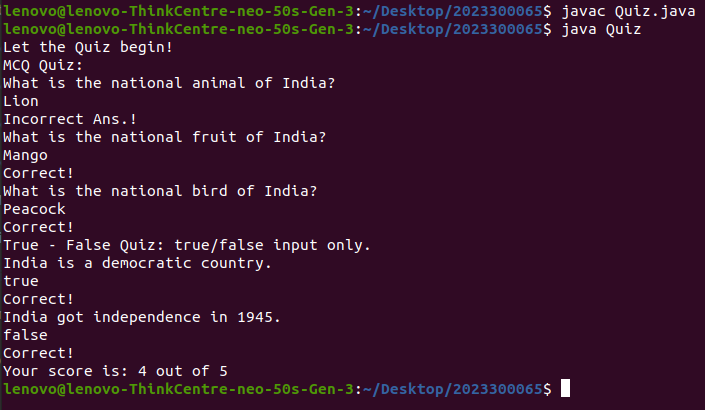 lenovo@lenovo-ThinkCentre-neo-50s-Gen-3:~/Desktop/2023300065$ javac Quiz.java
lenovo@lenovo-ThinkCentre-neo-50s-Gen-3:~/Desktop/2023300065$ java Quiz
Let the Quiz begin!
MCQ Quiz:
What is the national animal of India?
Lion
Incorrect Ans.!
What is the national fruit of India?
Mango
Correct!
What is the national bird of India?
Peacock
Correct!
True - False Quiz: true/false input only.
India is a democratic country.
true
Correct!
India got independence in 1945.
false
Correct!
Your score is: 4 out of 5
lenovo@lenovo-ThinkCentre-neo-50s-Gen-3:~/Desktop/2023300065$